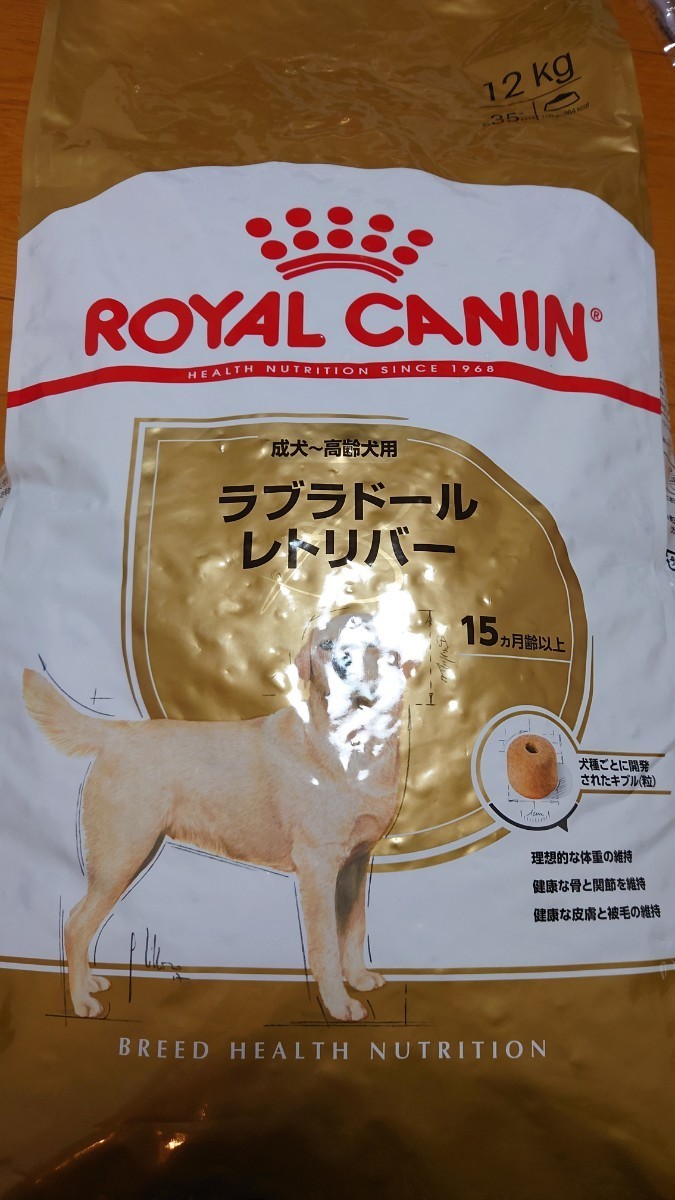 12 kg
35
ROYAL CANIN®
HEALTH NUTRITION SINCE 1968
成犬～高齢犬用
ラブラドール
レトリバー
15ヵ月齢以上
犬種ごとに開発
されたキブル(粒)
1cm
理想的な体重の維持
健康な骨と関節を維持
健康な皮膚と被毛の維持
BREED HEALTH NUTRITION